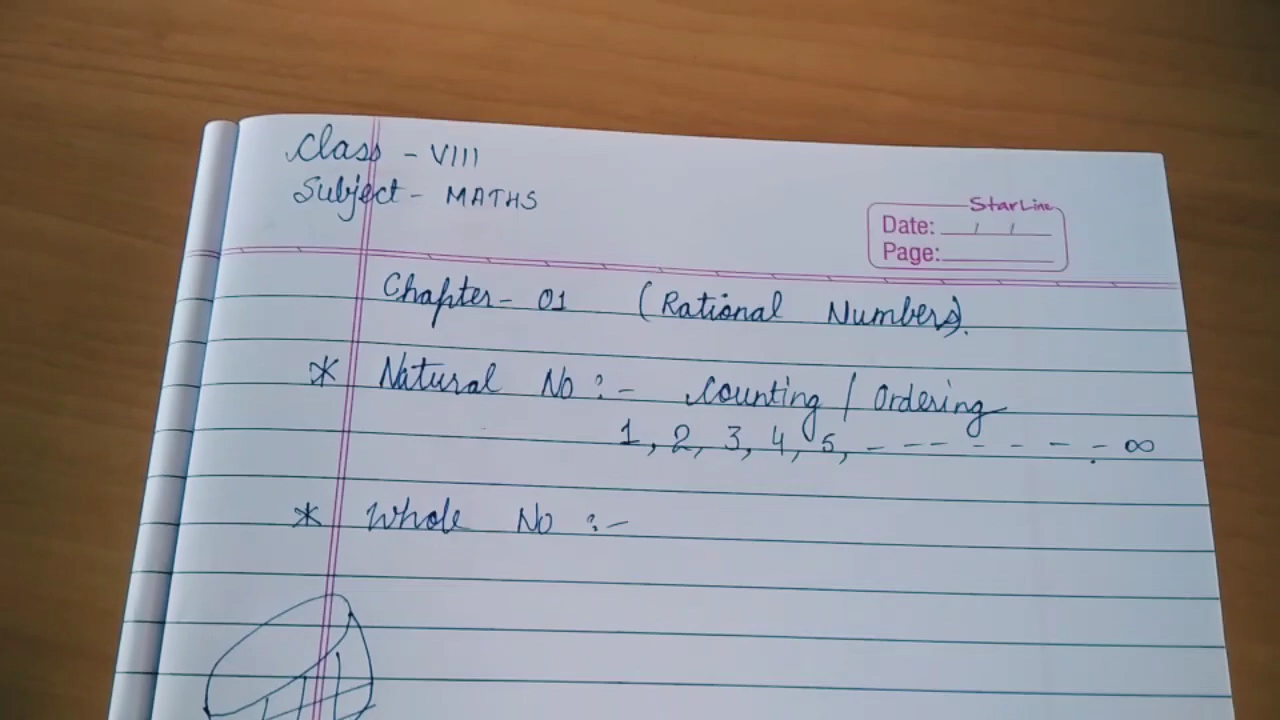 Class - VIII
Subject - MATHS
StarLine
Date: / /
Page:
Chapter - 01 (Rational Numbers).
* Natural No :- Counting / Ordering
1, 2, 3, 4, 5, - - - - - - - - ∞
* Whole No :-